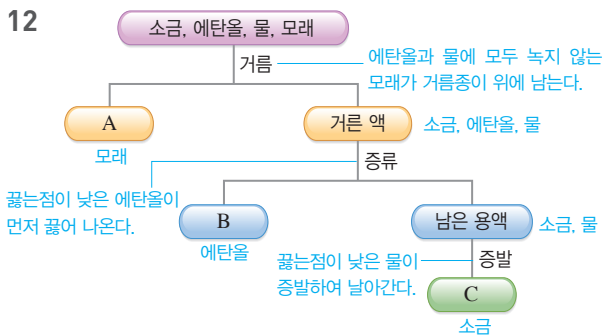 12
소금, 에탄올, 물, 모래
거름
에탄올과 물에 모두 녹지 않는
모래가 거름종이 위에 남는다.
A
모래
거른 액
소금, 에탄올, 물
증류
끓는점이 낮은 에탄올이
먼저 끓어 나온다.
B
에탄올
남은 용액
소금, 물
끓는점이 낮은 물이
증발하여 날아간다.
증발
C
소금